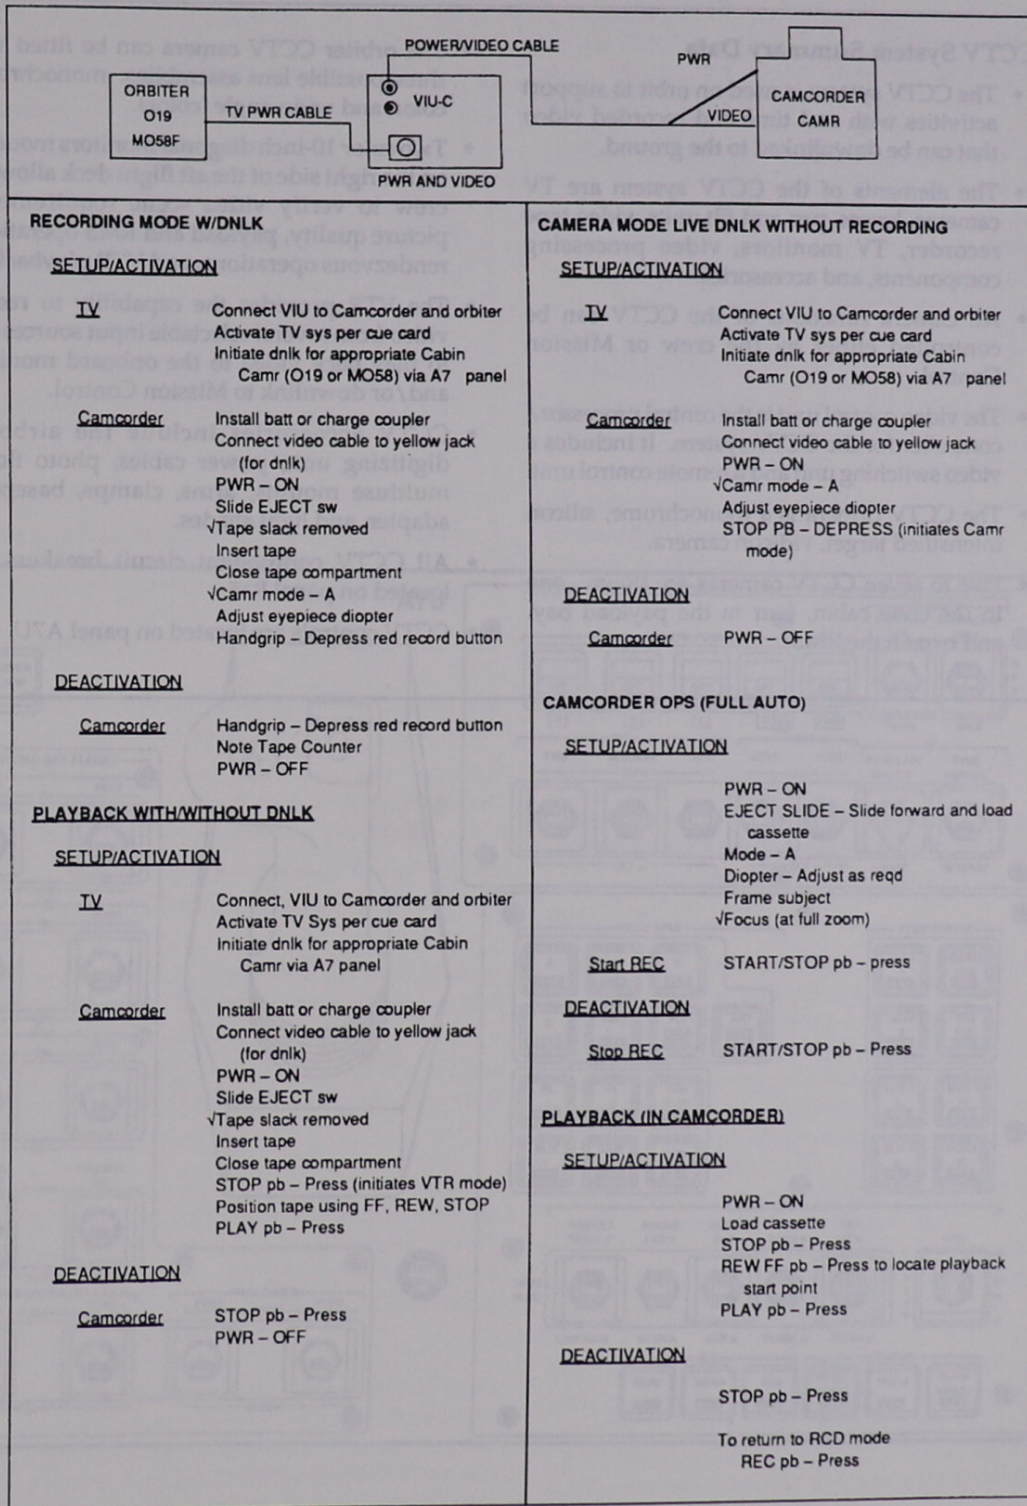 POWER/VIDEO CABLE
PWR
ORBITER
O19
MO58F
TV PWR CABLE
VIU-C
VIDEO
CAMCORDER
CAMR
PWR AND VIDEO
RECORDING MODE W/DNLK
SETUP/ACTIVATION
TV Connect VIU to Camcorder and orbiter
Activate TV sys per cue card
Initiate dnlk for appropriate Cabin
Camr (O19 or MO58) via A7 panel
Camcorder Install batt or charge coupler
Connect video cable to yellow jack
(for dnlk)
PWR – ON
Slide EJECT sw
√Tape slack removed
Insert tape
Close tape compartment
√Camr mode – A
Adjust eyepiece diopter
Handgrip – Depress red record button
DEACTIVATION
Camcorder Handgrip – Depress red record button
Note Tape Counter
PWR – OFF
PLAYBACK WITH/WITHOUT DNLK
SETUP/ACTIVATION
TV Connect, VIU to Camcorder and orbiter
Activate TV Sys per cue card
Initiate dnlk for appropriate Cabin
Camr via A7 panel
Camcorder Install batt or charge coupler
Connect video cable to yellow jack
(for dnlk)
PWR – ON
Slide EJECT sw
√Tape slack removed
Insert tape
Close tape compartment
STOP pb – Press (initiates VTR mode)
Position tape using FF, REW, STOP
PLAY pb – Press
DEACTIVATION
Camcorder STOP pb – Press
PWR – OFF
CAMERA MODE LIVE DNLK WITHOUT RECORDING
SETUP/ACTIVATION
TV Connect VIU to Camcorder and orbiter
Activate TV sys per cue card
Initiate dnlk for appropriate Cabin
Camr (O19 or MO58) via A7 panel
Camcorder Install batt or charge coupler
Connect video cable to yellow jack
PWR – ON
√Camr mode – A
Adjust eyepiece diopter
STOP PB – DEPRESS (initiates Camr
mode)
DEACTIVATION
Camcorder PWR – OFF
CAMCORDER OPS (FULL AUTO)
SETUP/ACTIVATION
PWR – ON
EJECT SLIDE – Slide forward and load
cassette
Mode – A
Diopter – Adjust as reqd
Frame subject
√Focus (at full zoom)
Start REC START/STOP pb – press
DEACTIVATION
Stop REC START/STOP pb – Press
PLAYBACK (IN CAMCORDER)
SETUP/ACTIVATION
PWR – ON
Load cassette
STOP pb – Press
REW FF pb – Press to locate playback
start point
PLAY pb – Press
DEACTIVATION
STOP pb – Press
To return to RCD mode
REC pb – Press